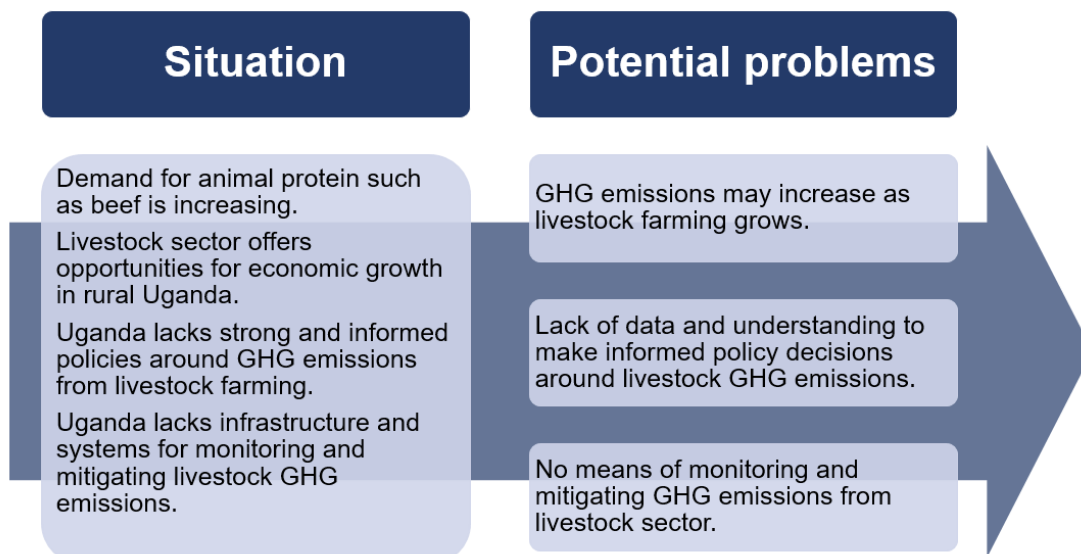 Situation
Potential problems
Demand for animal protein such
as beef is increasing.
Livestock sector offers
opportunities for economic growth
in rural Uganda.
Uganda lacks strong and informed
policies around GHG emissions
from livestock farming.
Uganda lacks infrastructure and
systems for monitoring and
mitigating livestock GHG
emissions.
GHG emissions may increase as
livestock farming grows.
Lack of data and understanding to
make informed policy decisions
around livestock GHG emissions.
No means of monitoring and
mitigating GHG emissions from
livestock sector.